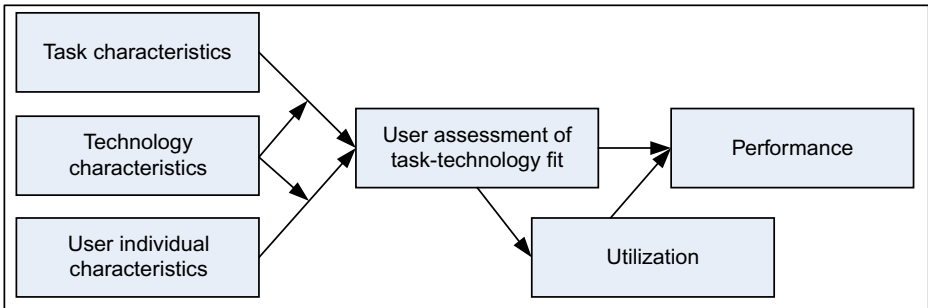 Task characteristics
Technology
characteristics
User individual
characteristics
User assessment of
task-technology fit
Performance
Utilization